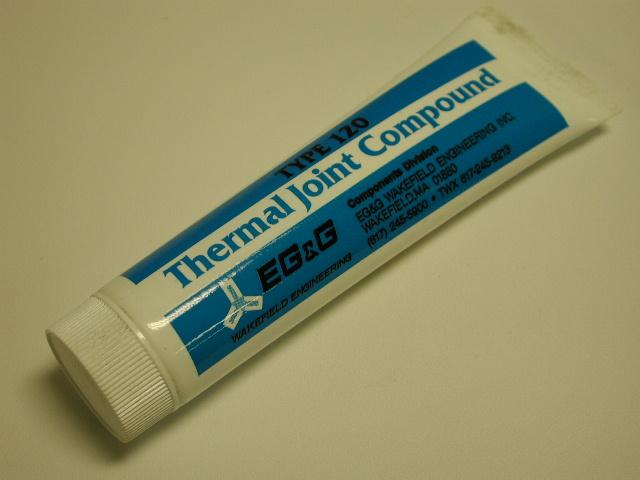 TYPE 120
Thermal Joint Compound
EG&G
WAKEFIELD ENGINEERING
Components Division
EG&G WAKEFIELD ENGINEERING INC.
WAKEFIELD, MA 01880
(617) 245-5900 • TWX 617-245-9213